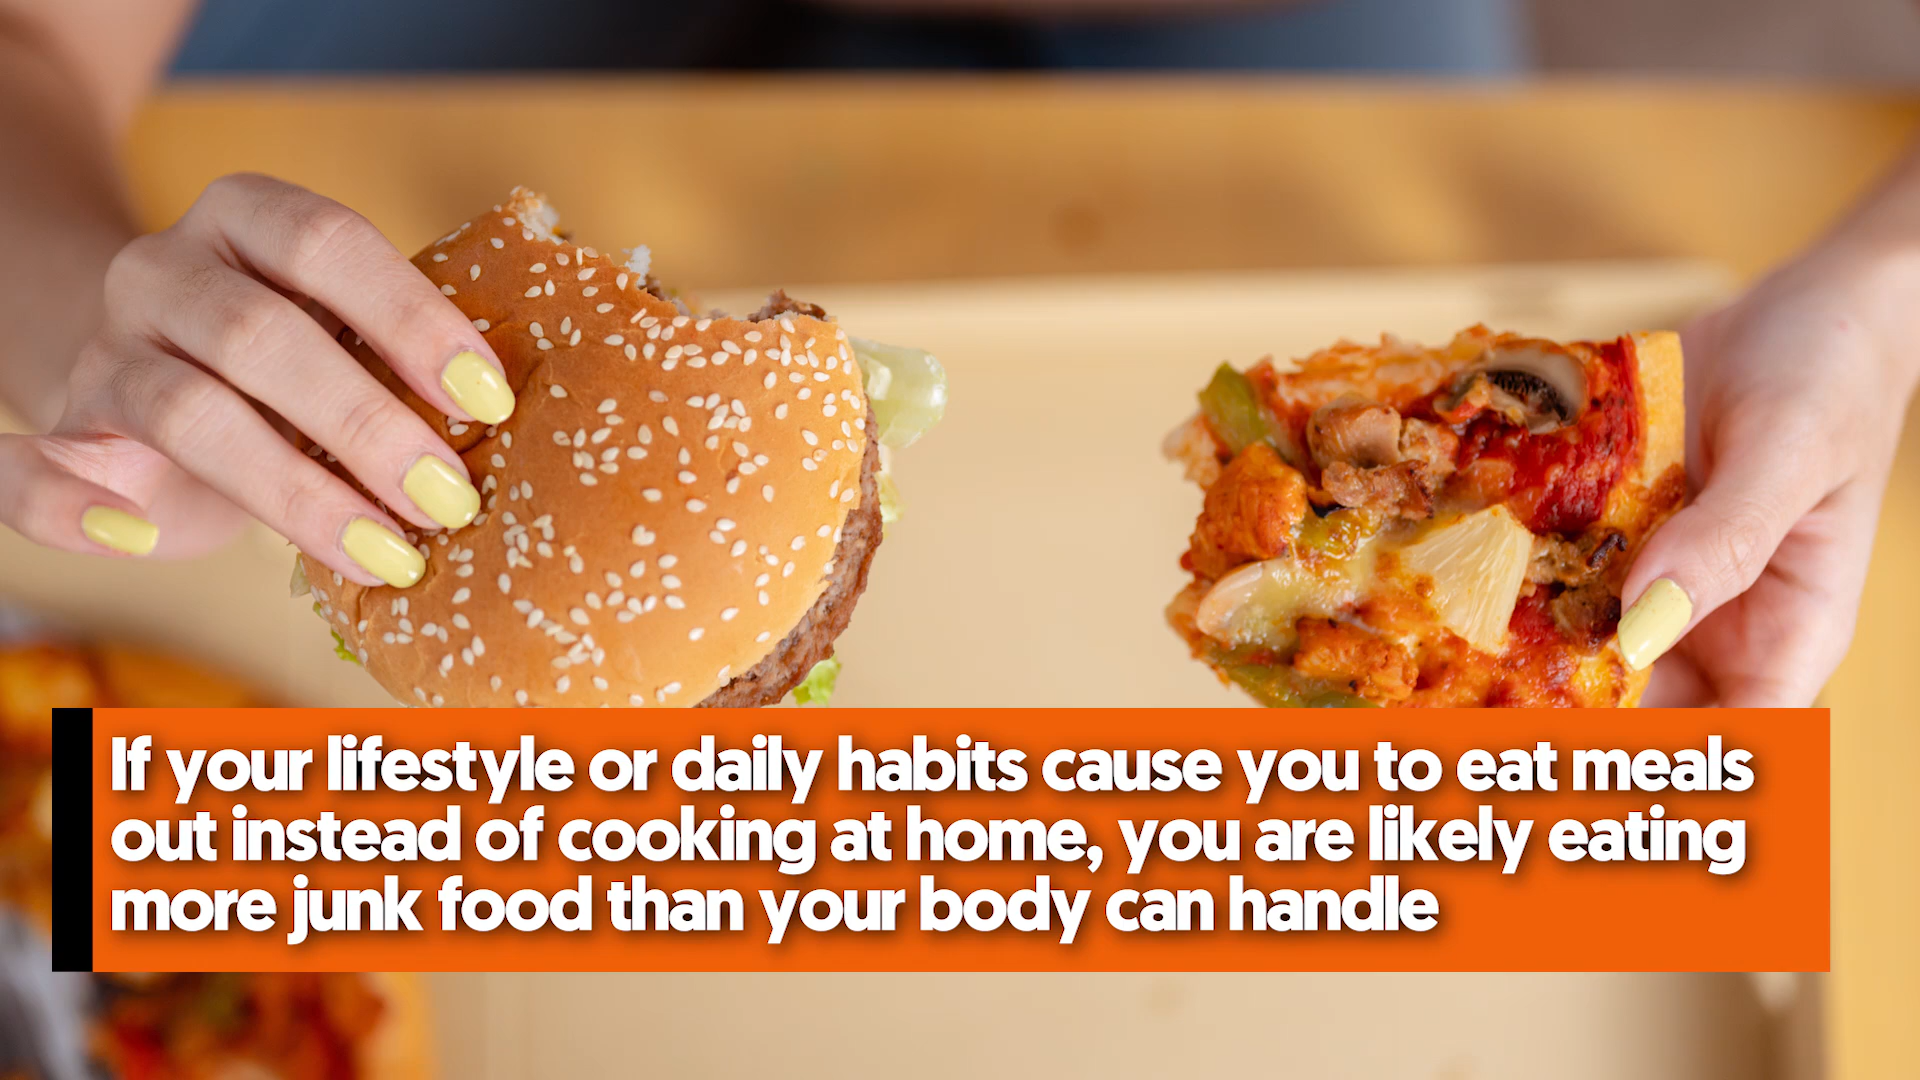 If your lifestyle or daily habits cause you to eat meals
out instead of cooking at home, you are likely eating
more junk food than your body can handle